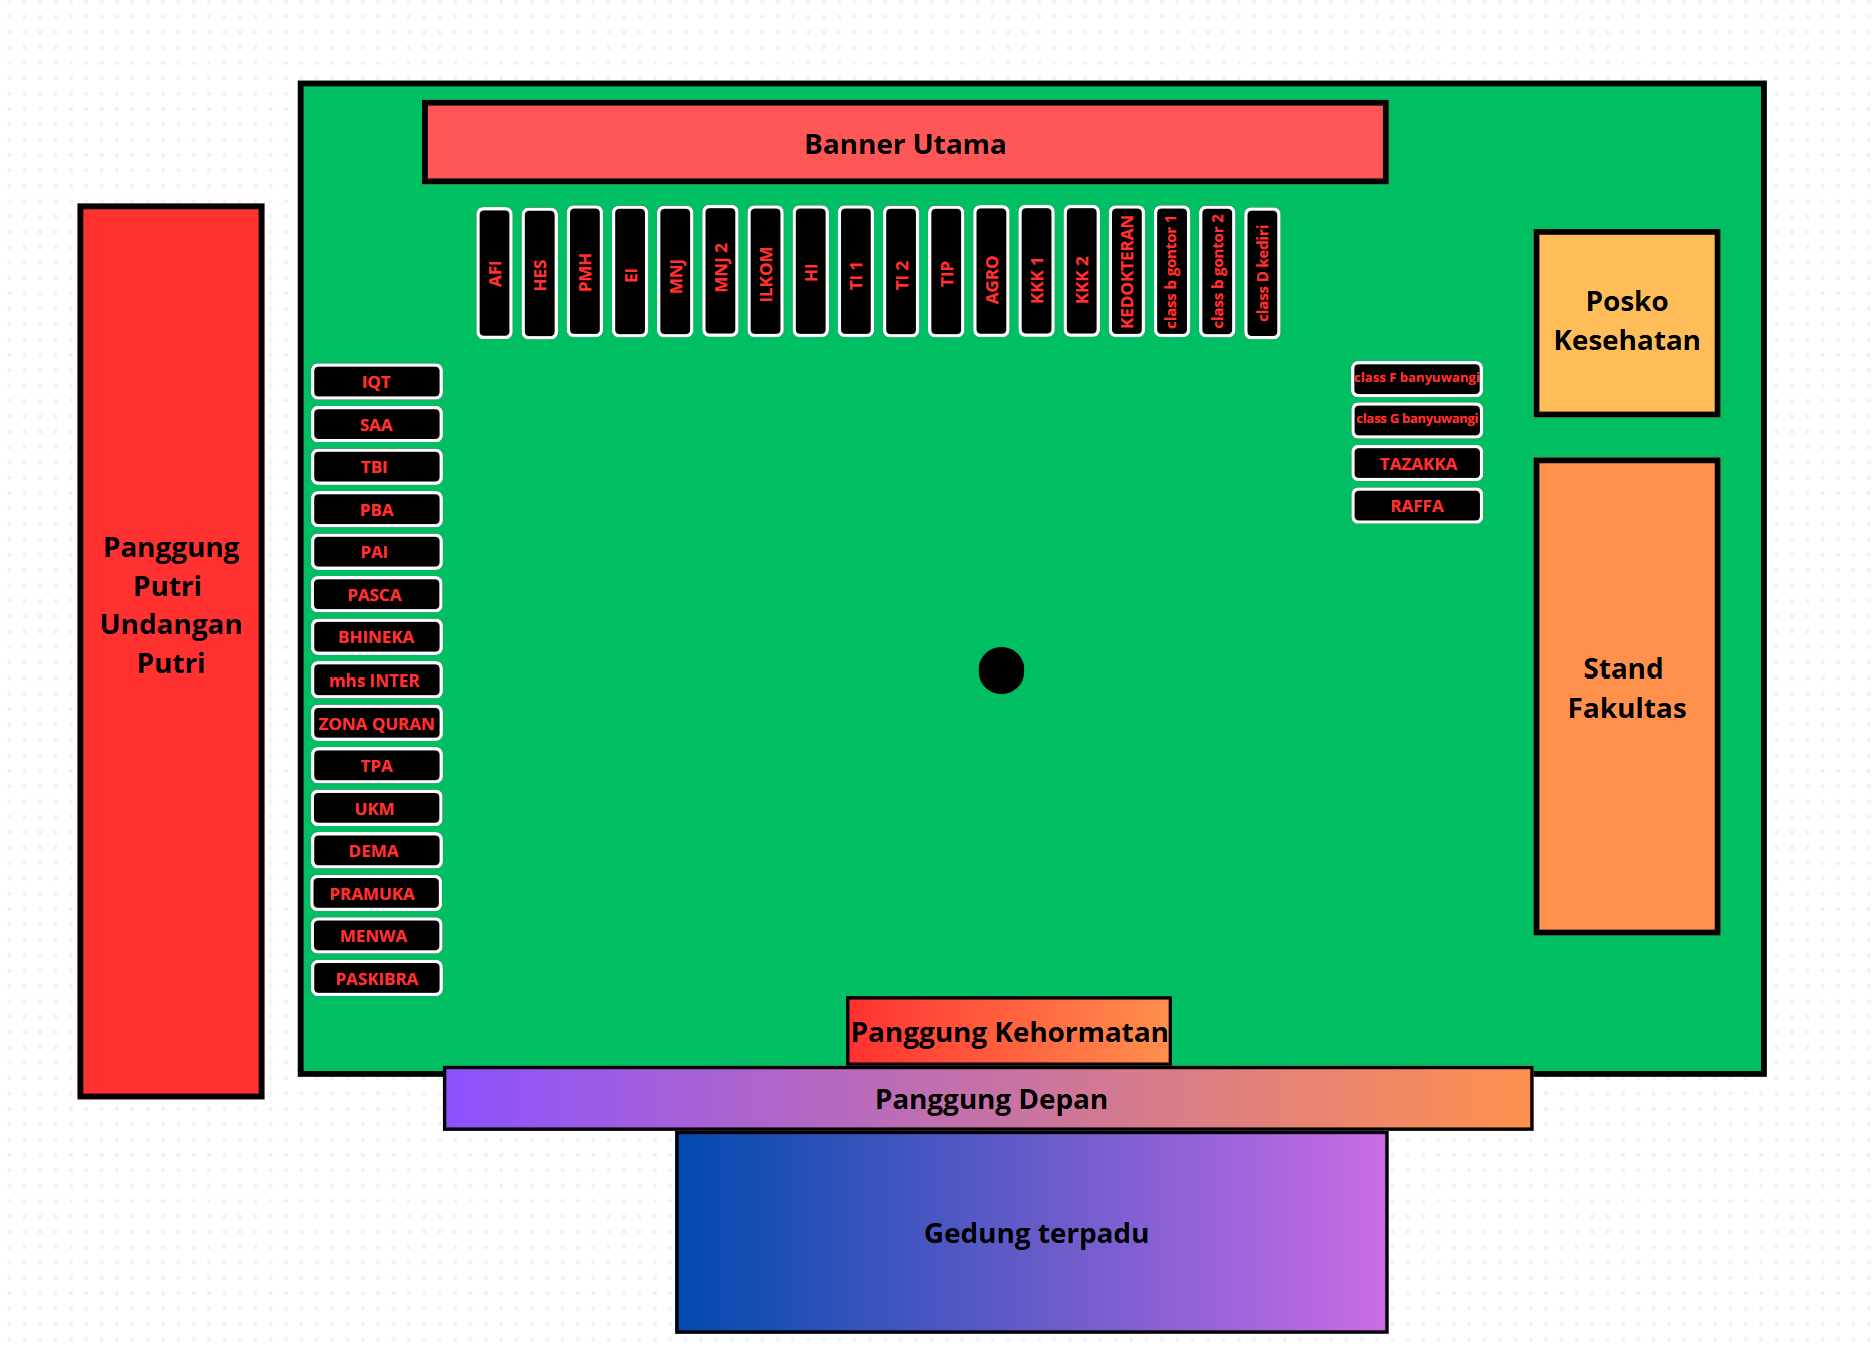 Banner Utama
AFI
HES
PMH
EI
MNJ
MNJ 2
ILKOM
HI
TI 1
TI 2
TIP
AGRO
KKK 1
KKK 2
KEDOKTERAN
class b gontor 1
class b gontor 2
class D kediri
Posko
Kesehatan
IQT
SAA
TBI
PBA
PAI
PASCA
BHINEKA
mhs INTER
ZONA QURAN
TPA
UKM
DEMA
PRAMUKA
MENWA
PASKIBRA
class F banyuwangi
class G banyuwangi
TAZAKKA
RAFFA
Panggung
Putri
Undangan
Putri
Stand
Fakultas
Panggung Kehormatan
Panggung Depan
Gedung terpadu